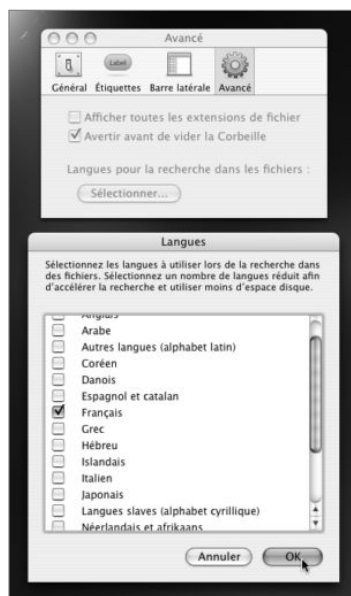 Avancé
Label
Général Étiquettes Barre latérale Avancé
Afficher toutes les extensions de fichier
Avertir avant de vider la Corbeille
Langues pour la recherche dans les fichiers :
Sélectionner...
Langues
Sélectionnez les langues à utiliser lors de la recherche dans
des fichiers. Sélectionnez un nombre de langues réduit afin
d'accélérer la recherche et utiliser moins d'espace disque.
Anglais
Arabe
Autres langues (alphabet latin)
Coréen
Danois
Espagnol et catalan
Français
Grec
Hébreu
Islandais
Italien
Japonais
Langues slaves (alphabet cyrillique)
Néerlandais et afrikaans
Annuler OK